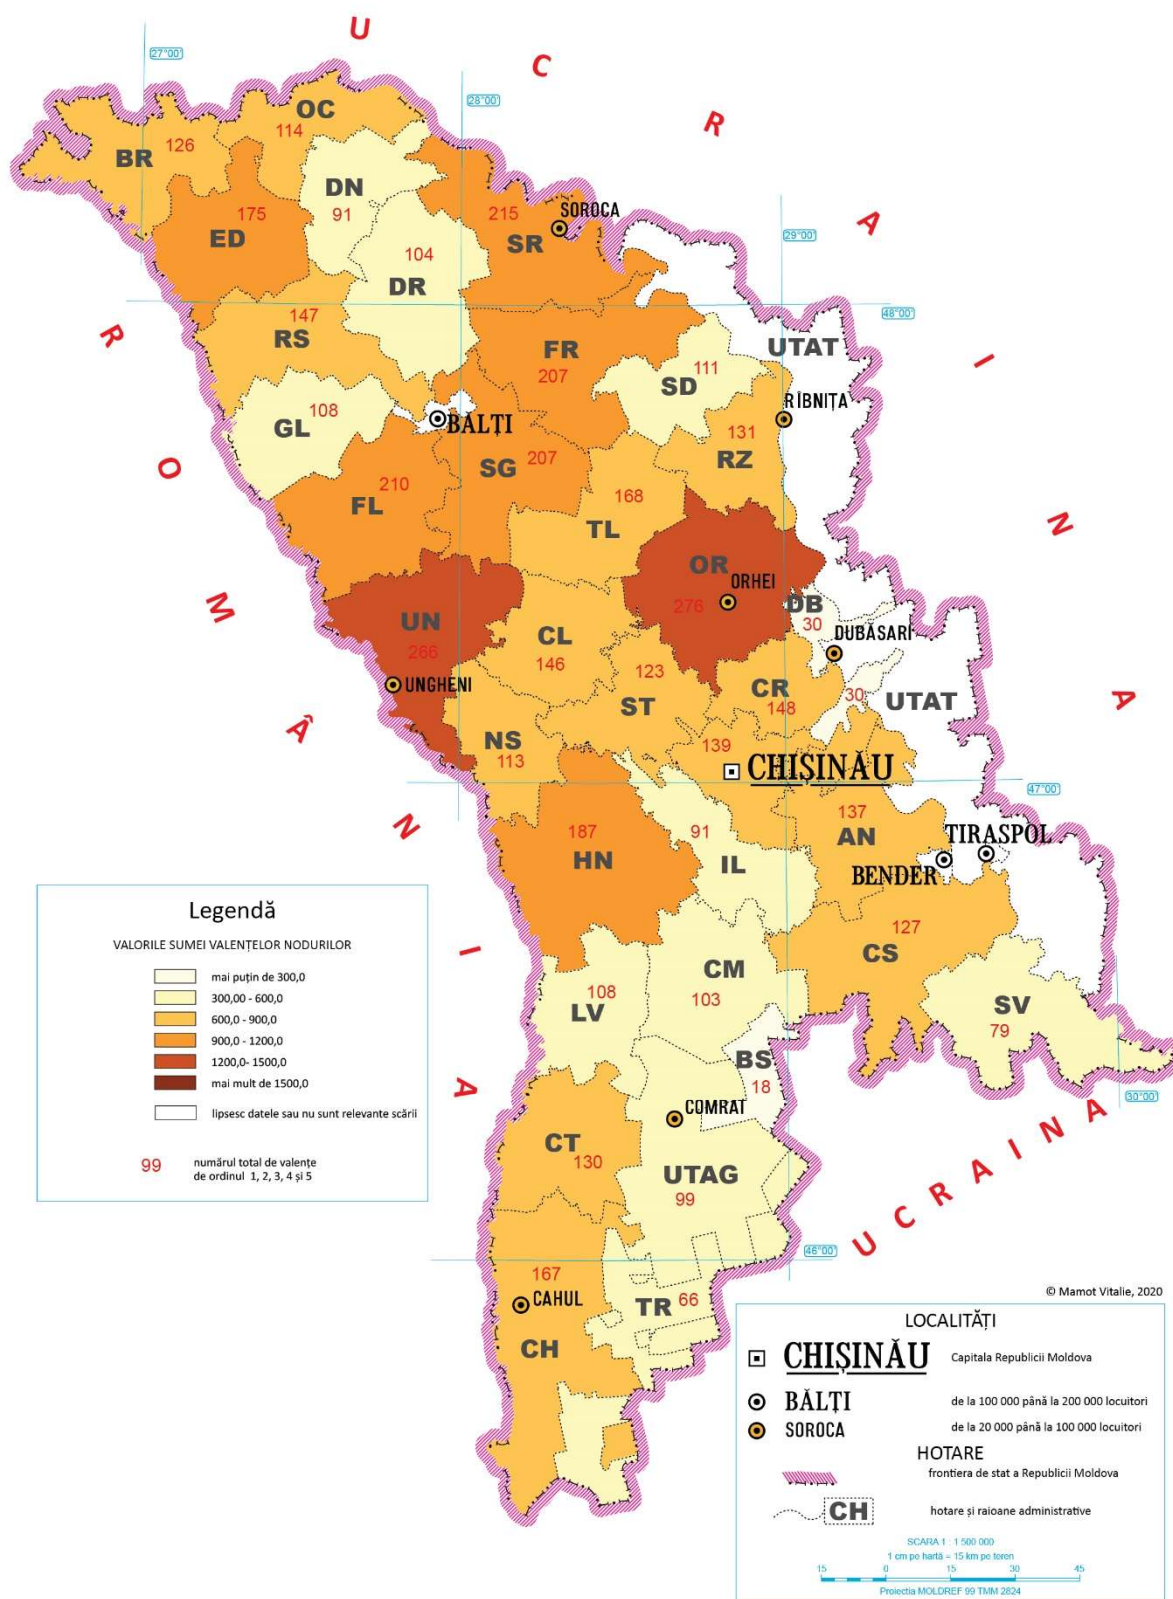 U C R A I N A
27°00'
28°00'
29°00'
OC
114
BR
126
DN
91
175
ED
215
SOROCA
SR
104
DR
48°00'
147
RS
FR
207
UTAT
111
SD
RÎBNIȚA
108
GL
BĂLȚI
131
RZ
207
SG
210
FL
168
TL
OR
ORHEI
276
DB
30
DUBĂSARI
UN
266
UNGHENI
CL
146
123
ST
CR
148
30
UTAT
NS
113
139
CHIȘINĂU
47°00'
187
HN
91
IL
137
AN
TIRASPOL
BENDER
127
CS
CM
103
108
LV
SV
79
BS
18
30°00'
COMRAT
CT
130
UTAG
99
46°00'
167
CAHUL
CH
TR
66
R O M Â N I A
U C R A I N A
Legendă
VALORILE SUMEI VALENȚELOR NODURILOR
mai puțin de 300,0
300,00 - 600,0
600,0 - 900,0
900,0 - 1200,0
1200,0- 1500,0
mai mult de 1500,0
lipsesc datele sau nu sunt relevante scării
99
numărul total de valențe
de ordinul 1, 2, 3, 4 și 5
© Mamot Vitalie, 2020
LOCALITĂȚI
CHIȘINĂU Capitala Republicii Moldova
BĂLȚI de la 100 000 până la 200 000 locuitori
SOROCA de la 20 000 până la 100 000 locuitori
HOTARE
frontiera de stat a Republicii Moldova
CH hotare și raioane administrative
SCARA 1 : 1 500 000
1 cm pe hartă = 15 km pe teren
15 0 15 30 45
Proiectia MOLDREF 99 TMM 2824